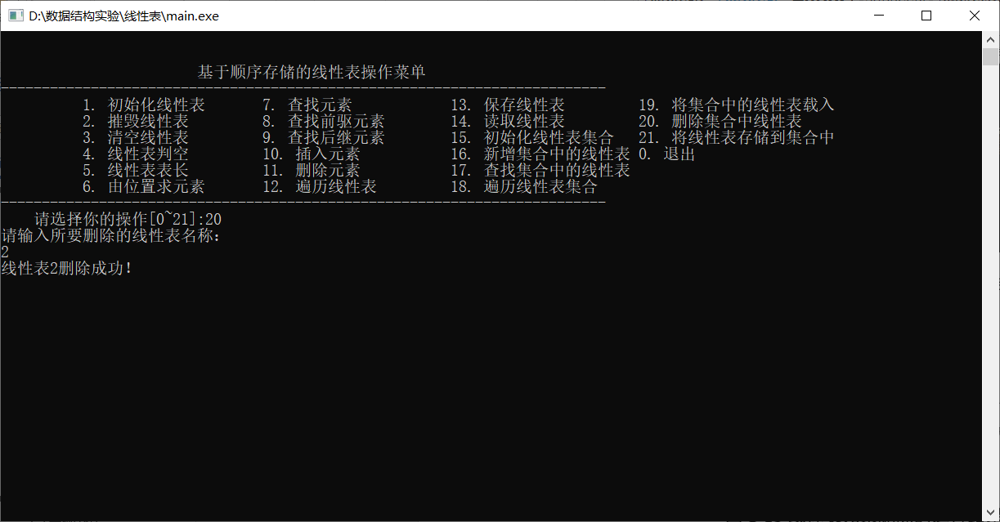 D:\数据结构实验\线性表\main.exe
基于顺序存储的线性表操作菜单
--------------------------------------------------------------------------
1. 初始化线性表 7. 查找元素 13. 保存线性表 19. 将集合中的线性表载入
2. 摧毁线性表 8. 查找前驱元素 14. 读取线性表 20. 删除集合中线性表
3. 清空线性表 9. 查找后继元素 15. 初始化线性表集合 21. 将线性表存储到集合中
4. 线性表判空 10. 插入元素 16. 新增集合中的线性表 0. 退出
5. 线性表表长 11. 删除元素 17. 查找集合中的线性表
6. 由位置求元素 12. 遍历线性表 18. 遍历线性表集合
--------------------------------------------------------------------------
请选择你的操作[0~21]:20
请输入所要删除的线性表名称:
2
线性表2删除成功!